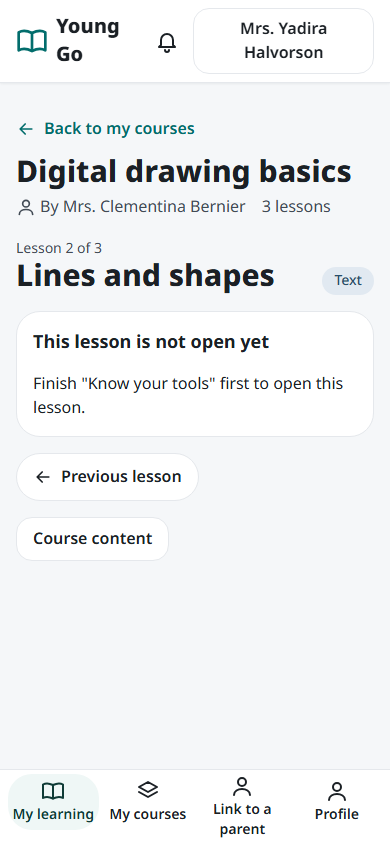 Young
Go
Mrs. Yadira
Halvorson
Back to my courses
Digital drawing basics
By Mrs. Clementina Bernier 3 lessons
Lesson 2 of 3
Lines and shapes
Text
This lesson is not open yet
Finish "Know your tools" first to open this
lesson.
Previous lesson
Course content
My learning
My courses
Link to a
parent
Profile